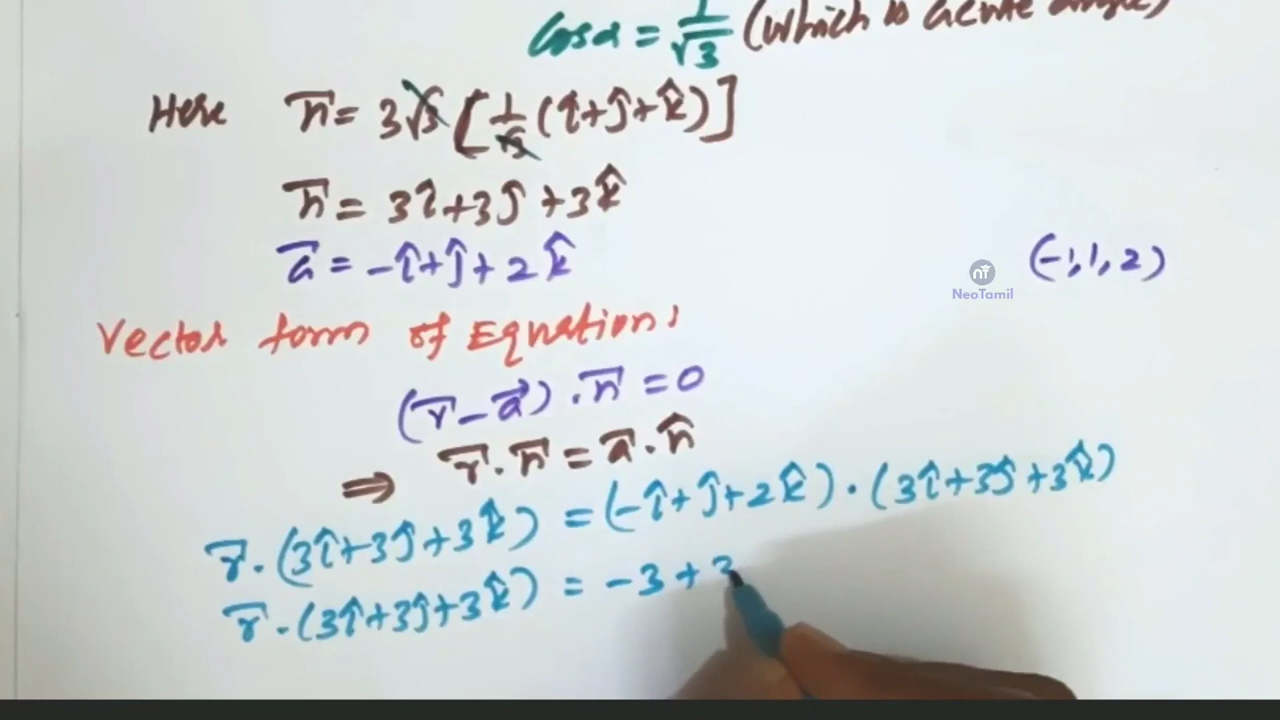 cos α = 1/√3 (which is acute angle)
Here n̄ = 3√3 [1/√3 (î+ĵ+k̂)]
n̄ = 3î+3ĵ+3k̂
ā = -î+ĵ+2k̂
(-1,1,2)
NeoTamil
Vector form of Equation:
(r̄-a⃗).n̄ = 0
⇒ r̄.n̄ = ā.n̂
r̄.(3î+3ĵ+3k̂) = (-î+ĵ+2k̂).(3î+3ĵ+3k̂)
r̄.(3î+3ĵ+3k̂) = -3+3